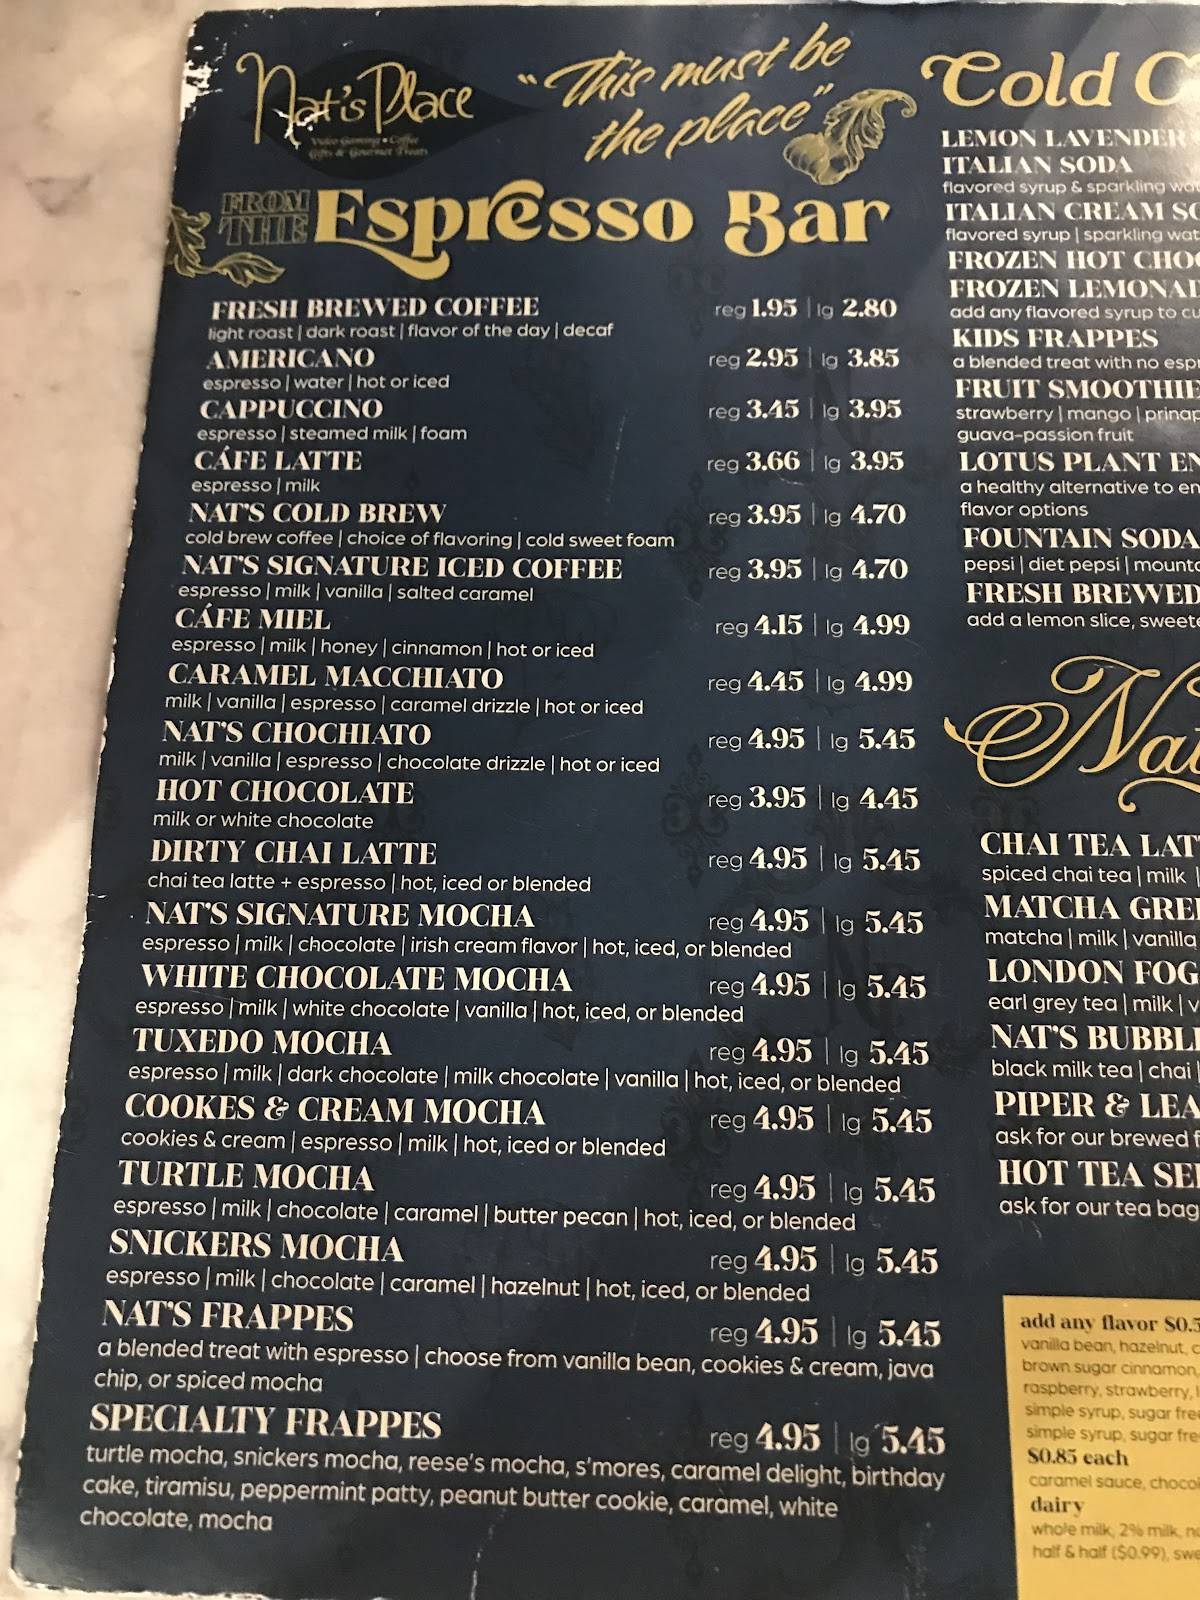 Nat's Place
Video Gaming • Coffee
Gifts & Gourmet Treats
"This must be
the place"
FROM THE Espresso Bar
FRESH BREWED COFFEE reg 1.95 | lg 2.80
light roast | dark roast | flavor of the day | decaf
AMERICANO reg 2.95 | lg 3.85
espresso | water | hot or iced
CAPPUCCINO reg 3.45 | lg 3.95
espresso | steamed milk | foam
CÁFE LATTE reg 3.66 | lg 3.95
espresso | milk
NAT'S COLD BREW reg 3.95 | lg 4.70
cold brew coffee | choice of flavoring | cold sweet foam
NAT'S SIGNATURE ICED COFFEE reg 3.95 | lg 4.70
espresso | milk | vanilla | salted caramel
CÁFE MIEL reg 4.15 | lg 4.99
espresso | milk | honey | cinnamon | hot or iced
CARAMEL MACCHIATO reg 4.45 | lg 4.99
milk | vanilla | espresso | caramel drizzle | hot or iced
NAT'S CHOCHIATO reg 4.95 | lg 5.45
milk | vanilla | espresso | chocolate drizzle | hot or iced
HOT CHOCOLATE reg 3.95 | lg 4.45
milk or white chocolate
DIRTY CHAI LATTE reg 4.95 | lg 5.45
chai tea latte + espresso | hot, iced or blended
NAT'S SIGNATURE MOCHA reg 4.95 | lg 5.45
espresso | milk | chocolate | irish cream flavor | hot, iced, or blended
WHITE CHOCOLATE MOCHA reg 4.95 | lg 5.45
espresso | milk | white chocolate | vanilla | hot, iced, or blended
TUXEDO MOCHA reg 4.95 | lg 5.45
espresso | milk | dark chocolate | milk chocolate | vanilla | hot, iced, or blended
COOKES & CREAM MOCHA reg 4.95 | lg 5.45
cookies & cream | espresso | milk | hot, iced or blended
TURTLE MOCHA reg 4.95 | lg 5.45
espresso | milk | chocolate | caramel | butter pecan | hot, iced, or blended
SNICKERS MOCHA reg 4.95 | lg 5.45
espresso | milk | chocolate | caramel | hazelnut | hot, iced, or blended
NAT'S FRAPPES reg 4.95 | lg 5.45
a blended treat with espresso | choose from vanilla bean, cookies & cream, java
chip, or spiced mocha
SPECIALTY FRAPPES reg 4.95 | lg 5.45
turtle mocha, snickers mocha, reese's mocha, s'mores, caramel delight, birthday
cake, tiramisu, peppermint patty, peanut butter cookie, caramel, white
chocolate, mocha
Cold
LEMON LAVENDER
ITALIAN SODA
flavored syrup & sparkling
ITALIAN CREAM
flavored syrup | sparkling
FROZEN HOT
FROZEN
add any flavored syrup to
KIDS FRAPPES
a blended treat with no
FRUIT
strawberry | mango |
guava-passion fruit
LOTUS PLANT
a healthy alternative to
flavor options
FOUNTAIN SODA
pepsi | diet pepsi |
FRESH BREWED
add a lemon slice,
CHAI TEA
spiced chai tea | milk |
MATCHA
matcha | milk | vanilla
LONDON FOG
earl grey tea | milk |
NAT'S
black milk tea | chai |
PIPER &
ask for our brewed
HOT TEA
ask for our tea
add any flavor
vanilla bean, hazelnut,
brown sugar cinnamon,
raspberry, strawberry,
simple syrup, sugar
simple syrup, sugar
$0.85 each
caramel sauce,
dairy
whole milk, 2% milk,
half & half ($0.99),